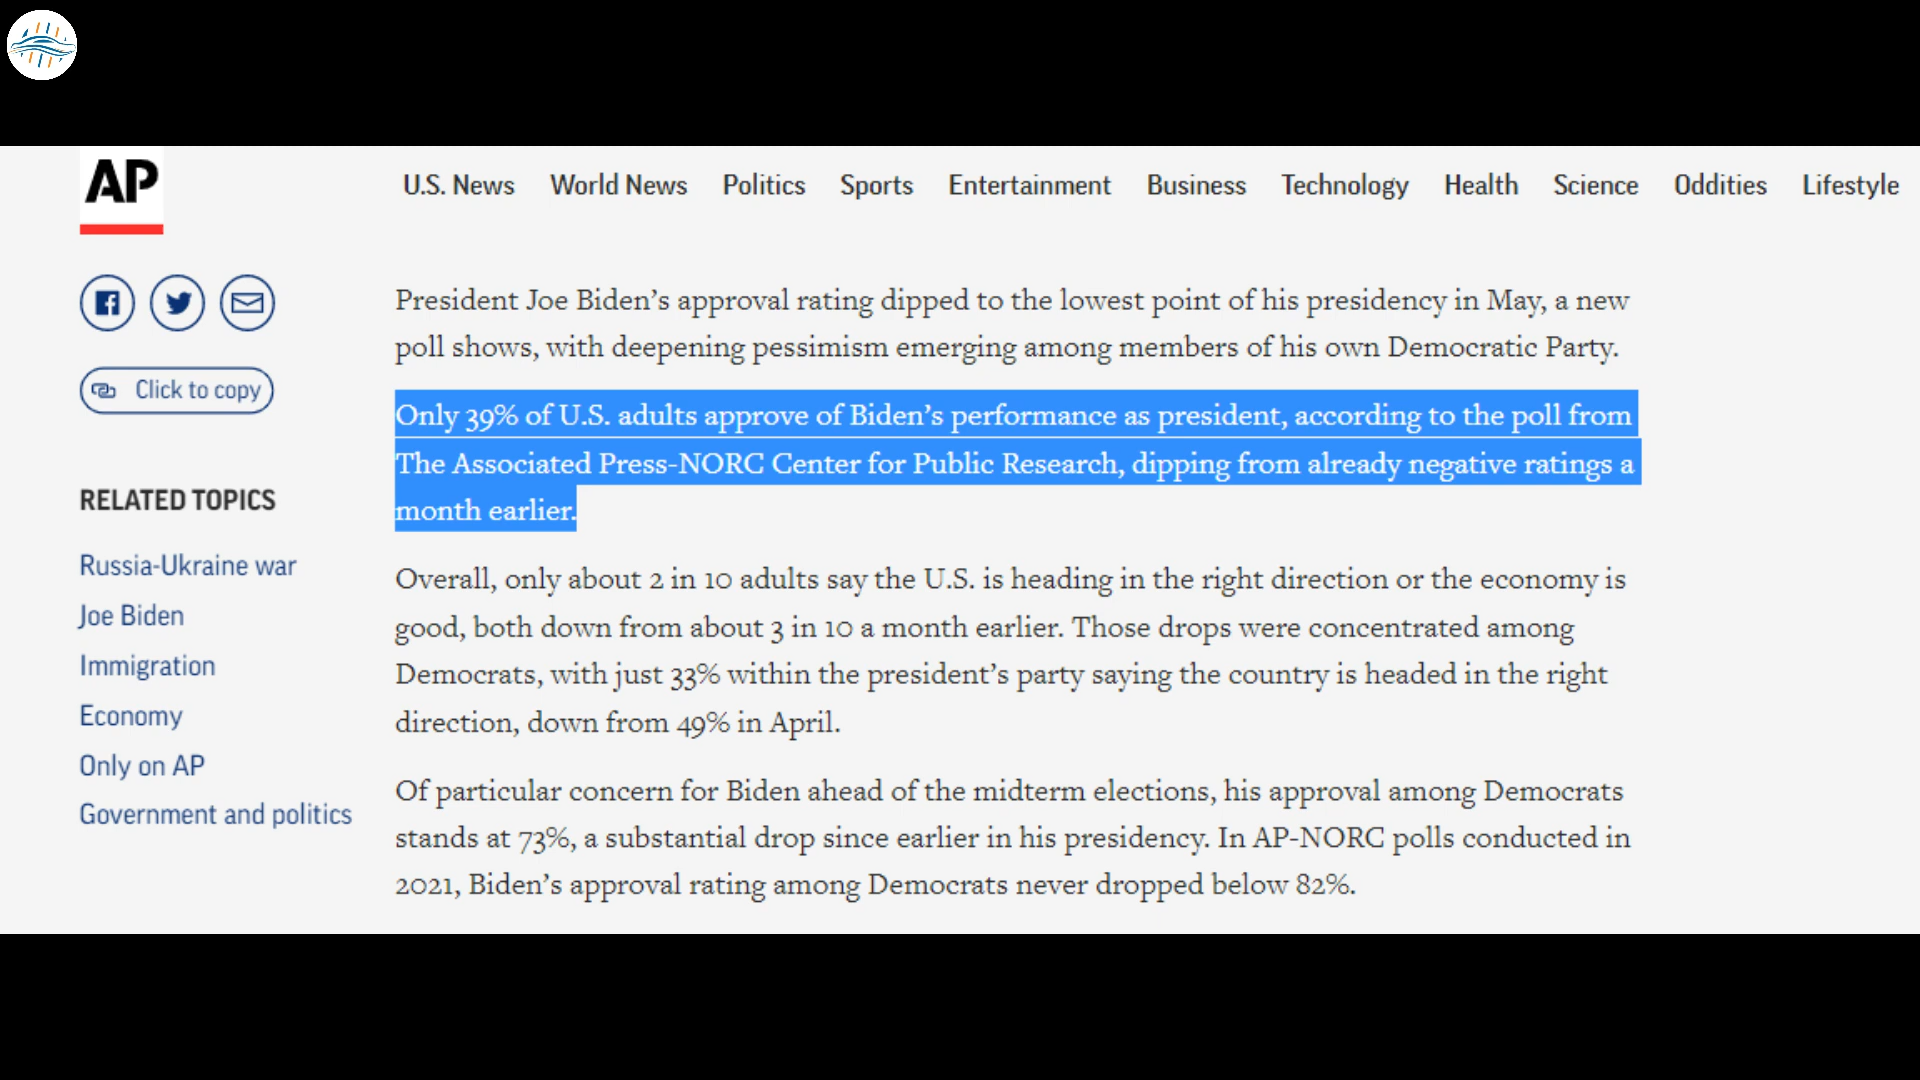 AP
U.S. News World News Politics Sports Entertainment Business Technology Health Science Oddities Lifestyle
Click to copy
RELATED TOPICS
Russia-Ukraine war
Joe Biden
Immigration
Economy
Only on AP
Government and politics
President Joe Biden’s approval rating dipped to the lowest point of his presidency in May, a new
poll shows, with deepening pessimism emerging among members of his own Democratic Party.
Only 39% of U.S. adults approve of Biden’s performance as president, according to the poll from
The Associated Press-NORC Center for Public Research, dipping from already negative ratings a
month earlier.
Overall, only about 2 in 10 adults say the U.S. is heading in the right direction or the economy is
good, both down from about 3 in 10 a month earlier. Those drops were concentrated among
Democrats, with just 33% within the president’s party saying the country is headed in the right
direction, down from 49% in April.
Of particular concern for Biden ahead of the midterm elections, his approval among Democrats
stands at 73%, a substantial drop since earlier in his presidency. In AP-NORC polls conducted in
2021, Biden’s approval rating among Democrats never dropped below 82%.